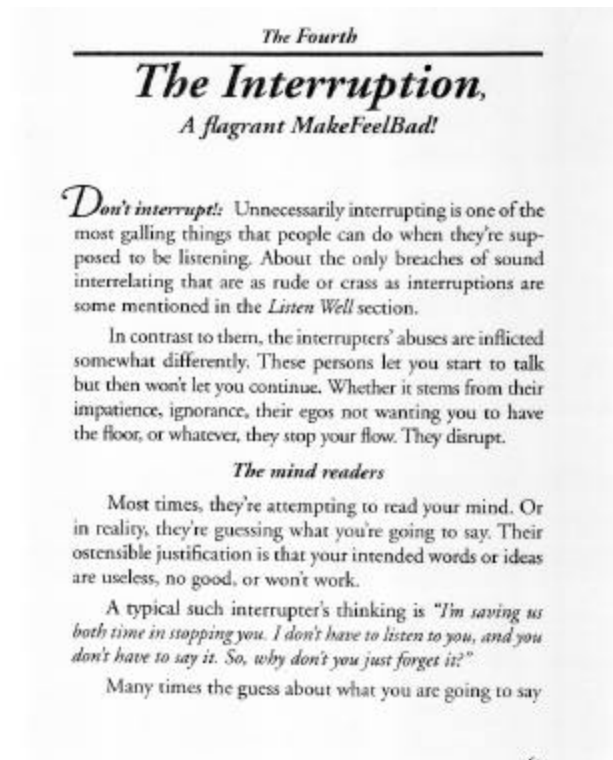 The Fourth
The Interruption,
A flagrant MakeFeelBad!
Don't interrupt!: Unnecessarily interrupting is one of the
most galling things that people can do when they're sup-
posed to be listening. About the only breaches of sound
interrelating that are as rude or crass as interruptions are
some mentioned in the Listen Well section.
In contrast to them, the interrupters' abuses are inflicted
somewhat differently. These persons let you start to talk
but then won't let you continue. Whether it stems from their
impatience, ignorance, their egos not wanting you to have
the floor, or whatever, they stop your flow. They disrupt.
The mind readers
Most times, they're attempting to read your mind. Or
in reality, they're guessing what you're going to say. Their
ostensible justification is that your intended words or ideas
are useless, no good, or won't work.
A typical such interrupter's thinking is "I'm saving us
both time in stopping you. I don't have to listen to you, and you
don't have to say it. So, why don't you just forget it?"
Many times the guess about what you are going to say